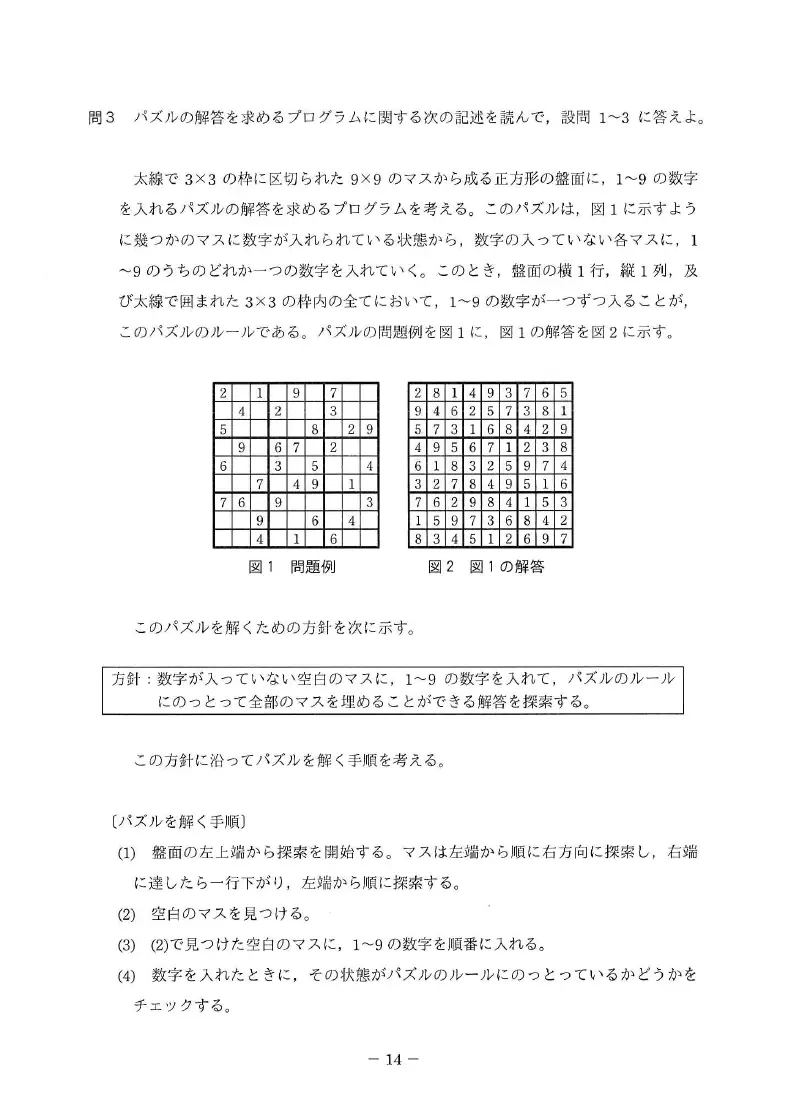 問3　パズルの解答を求めるプログラムに関する次の記述を読んで，設問 1〜3 に答えよ。
太線で 3×3 の枠に区切られた 9×9 のマスから成る正方形の盤面に，1〜9 の数字
を入れるパズルの解答を求めるプログラムを考える。このパズルは，図 1 に示すよう
に幾つかのマスに数字が入れられている状態から，数字の入っていない各マスに，1
〜9 のうちのどれか一つの数字を入れていく。このとき，盤面の横 1 行，縦 1 列，及
び太線で囲まれた 3×3 の枠内の全てにおいて，1〜9 の数字が一つずつ入ることが，
このパズルのルールである。パズルの問題例を図 1 に，図 1 の解答を図 2 に示す。
2 1 9 7
4 2 3
5 8 2 9
9 6 7 2
6 3 5 4
7 4 9 1
7 6 9 3
9 6 4
4 1 6
図 1　問題例
2 8 1 4 9 3 7 6 5
9 4 6 2 5 7 3 8 1
5 7 3 1 6 8 4 2 9
4 9 5 6 7 1 2 3 8
6 1 8 3 2 5 9 7 4
3 2 7 8 4 9 5 1 6
7 6 2 9 8 4 1 5 3
1 5 9 7 3 6 8 4 2
8 3 4 5 1 2 6 9 7
図 2　図 1 の解答
このパズルを解くための方針を次に示す。
方針：数字が入っていない空白のマスに，1〜9 の数字を入れて，パズルのルール
にのっとって全部のマスを埋めることができる解答を探索する。
この方針に沿ってパズルを解く手順を考える。
〔パズルを解く手順〕
(1)　盤面の左上端から探索を開始する。マスは左端から順に右方向に探索し，右端
に達したら一行下がり，左端から順に探索する。
(2)　空白のマスを見つける。
(3)　(2)で見つけた空白のマスに，1〜9 の数字を順番に入れる。
(4)　数字を入れたときに，その状態がパズルのルールにのっとっているかどうかを
チェックする。
− 14 −